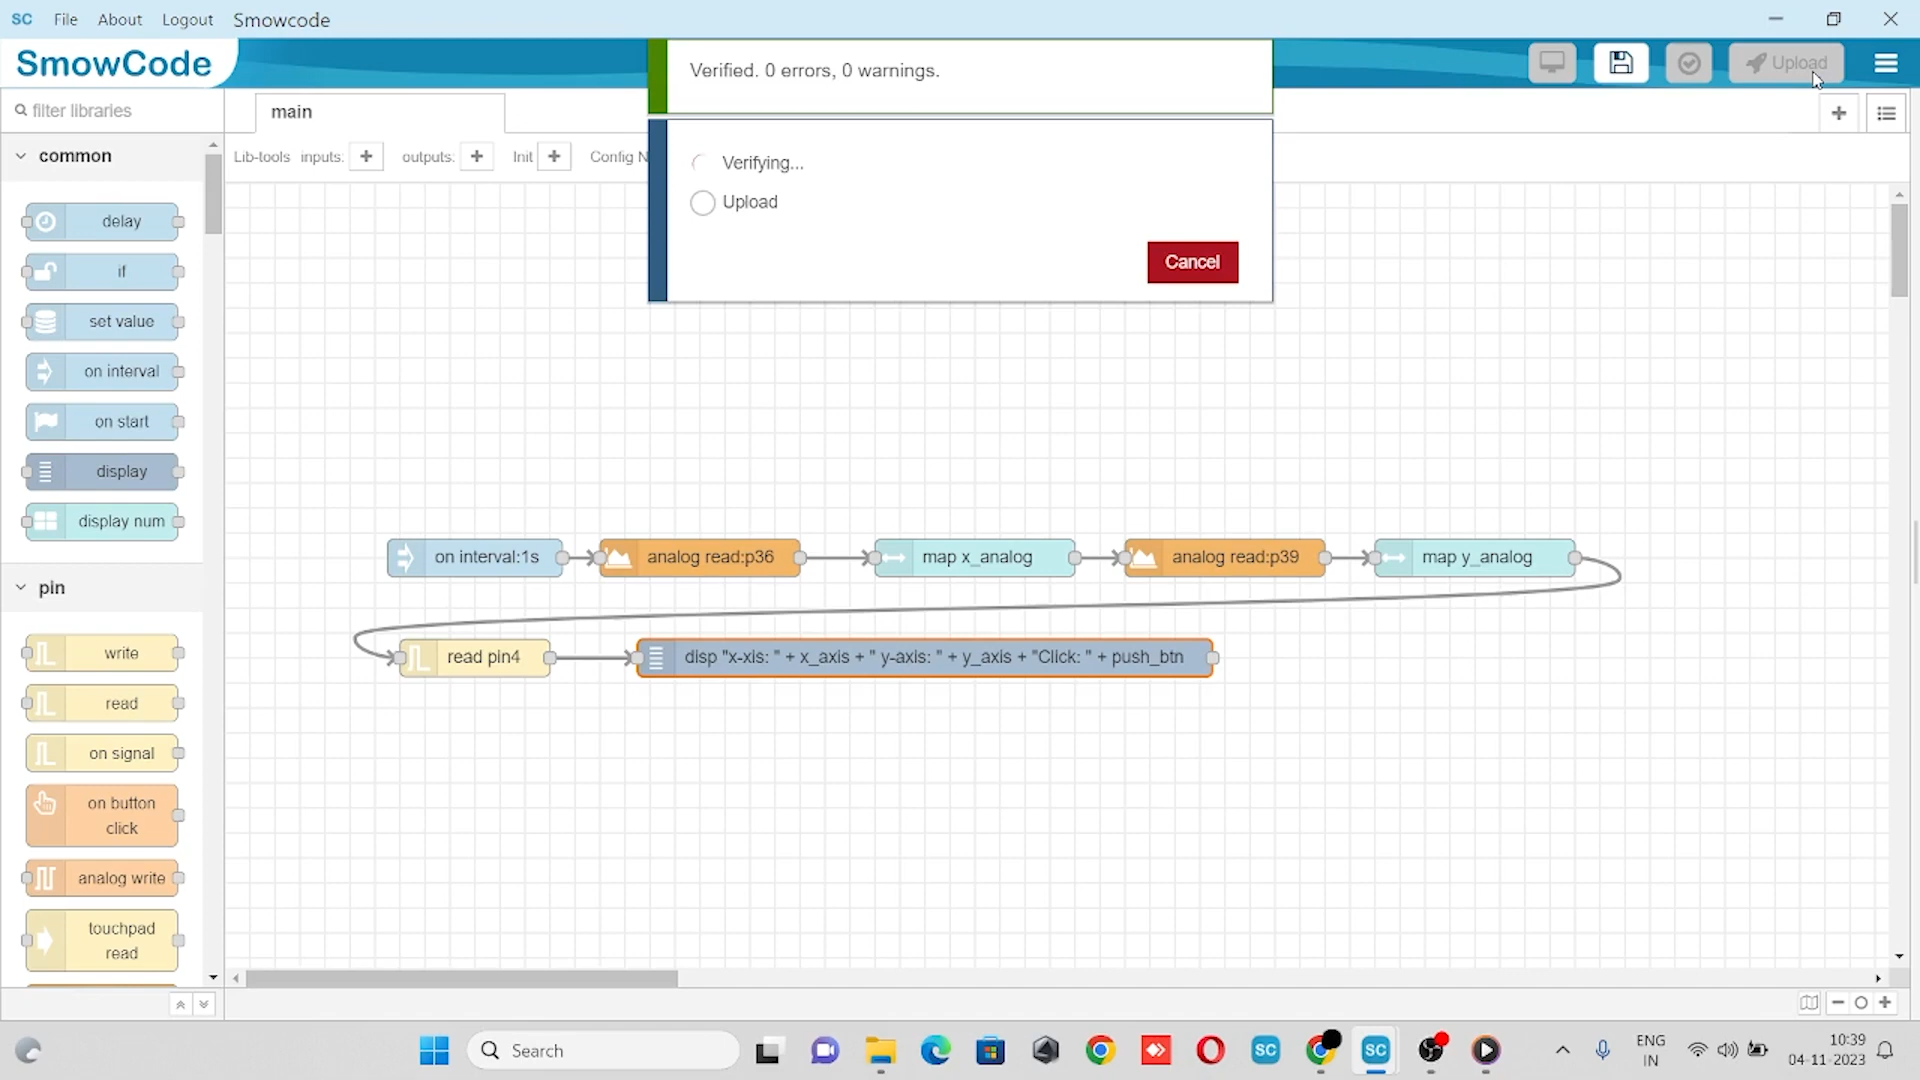 SC File About Logout Smowcode
SmowCode
Verified. 0 errors, 0 warnings.
Upload
filter libraries
main
common
Lib-tools inputs: outputs: Init Config N
Verifying...
Upload
Cancel
delay
if
set value
on interval
on start
display
display num
on interval:1s
analog read:p36
map x_analog
analog read:p39
map y_analog
pin
read pin4
disp "x-xis: " + x_axis + " y-axis: " + y_axis + "Click: " + push_btn
write
read
on signal
on button
click
analog write
touchpad
read
Search
SC
SC
ENG
IN
10:39
04-11-2023